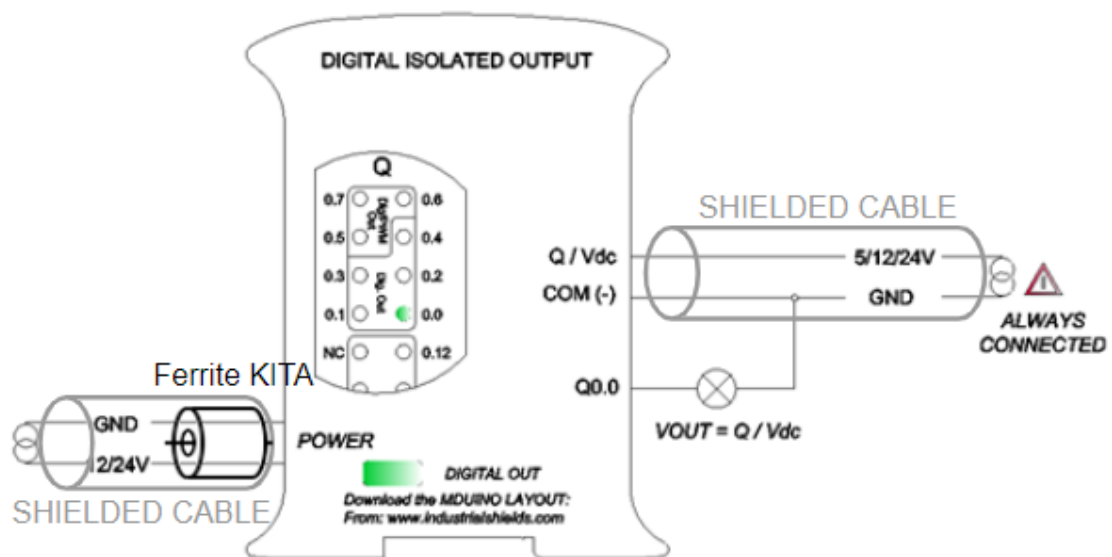 DIGITAL ISOLATED OUTPUT
Q
0.7 0.6
Dig/PWM Out
0.5 0.4
0.3 0.2
Dig. Out
0.1 0.0
NC 0.12
SHIELDED CABLE
Q / Vdc 5/12/24V
COM (-) GND
ALWAYS
CONNECTED
Q0.0
VOUT = Q / Vdc
Ferrite KITA
GND
POWER
12/24V
SHIELDED CABLE
DIGITAL OUT
Download the MDUINO LAYOUT:
From: www.industrialshields.com